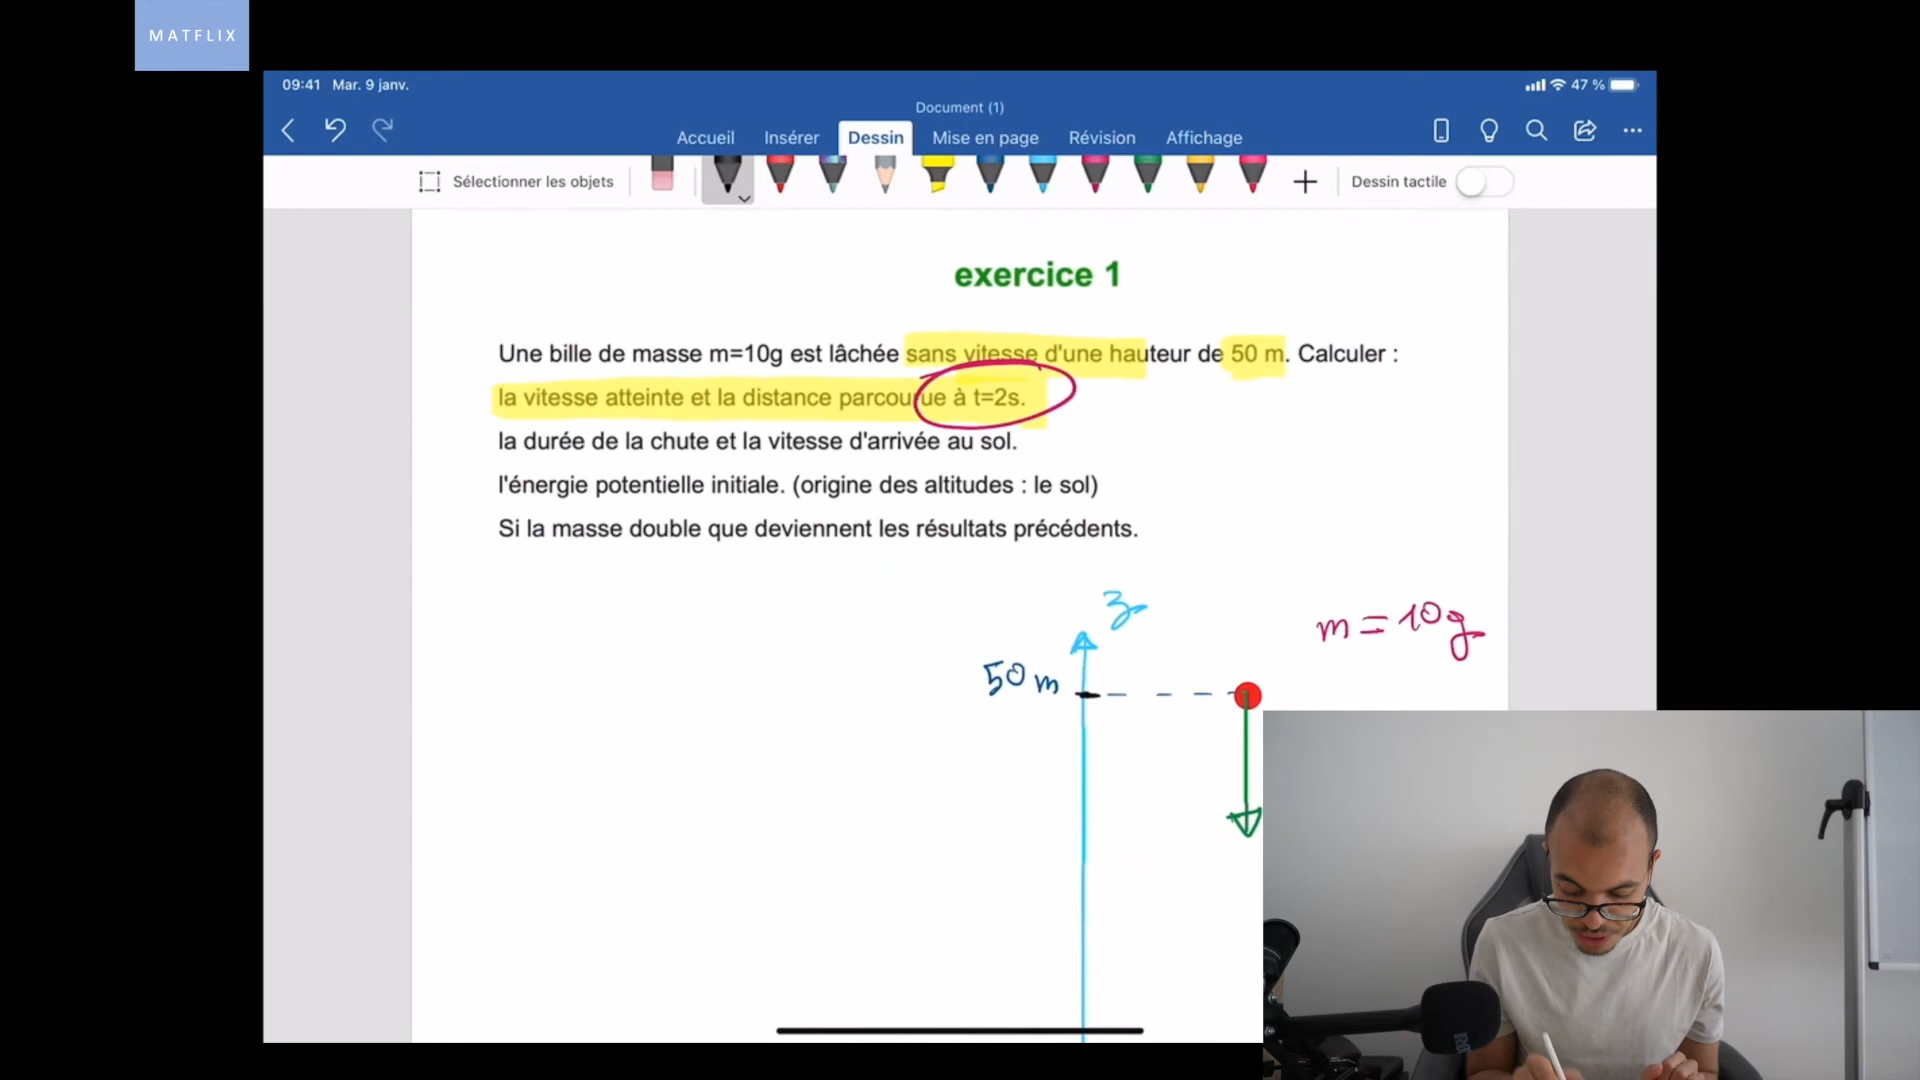 MATFLIX
09:41 Mar. 9 janv.
47 %
Document (1)
Accueil Insérer Dessin Mise en page Révision Affichage
Sélectionner les objets
Dessin tactile
exercice 1
Une bille de masse m=10g est lâchée sans vitesse d'une hauteur de 50 m. Calculer :
la vitesse atteinte et la distance parcourue à t=2s.
la durée de la chute et la vitesse d'arrivée au sol.
l'énergie potentielle initiale. (origine des altitudes : le sol)
Si la masse double que deviennent les résultats précédents.
z
m = 10g
50 m